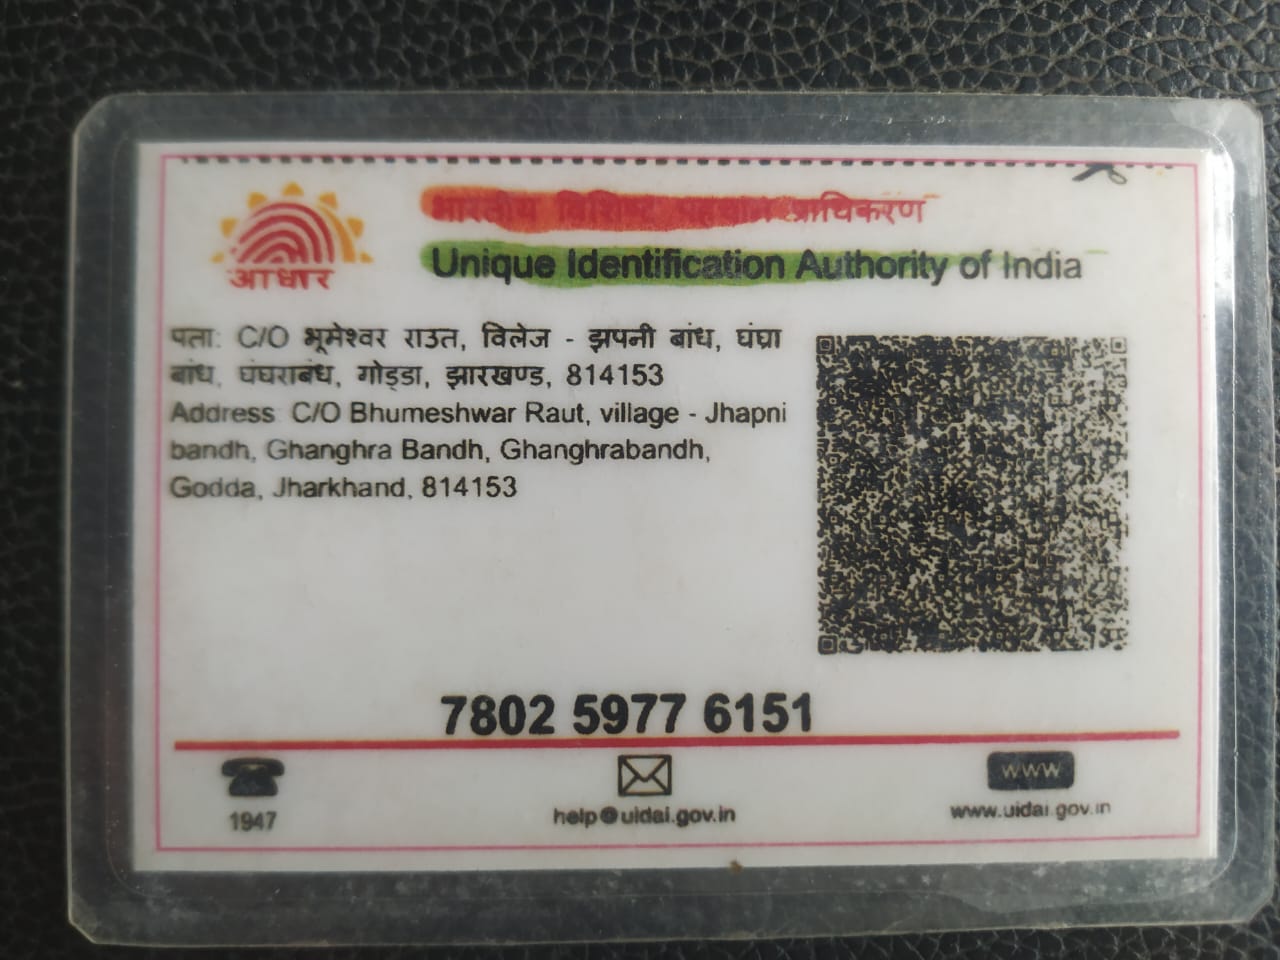 भारतीय विशिष्ट पहचान प्राधिकरण
Unique Identification Authority of India
आधार
पता: C/O भूमेश्वर राउत, विलेज - झपनी बांध, घंघ्रा
बांध, घंघराबंध, गोड्डा, झारखण्ड, 814153
Address: C/O Bhumeshwar Raut, village - Jhapni
bandh, Ghanghra Bandh, Ghanghrabandh,
Godda, Jharkhand, 814153
7802 5977 6151
1947
help@uidai.gov.in
www
www.uidai.gov.in